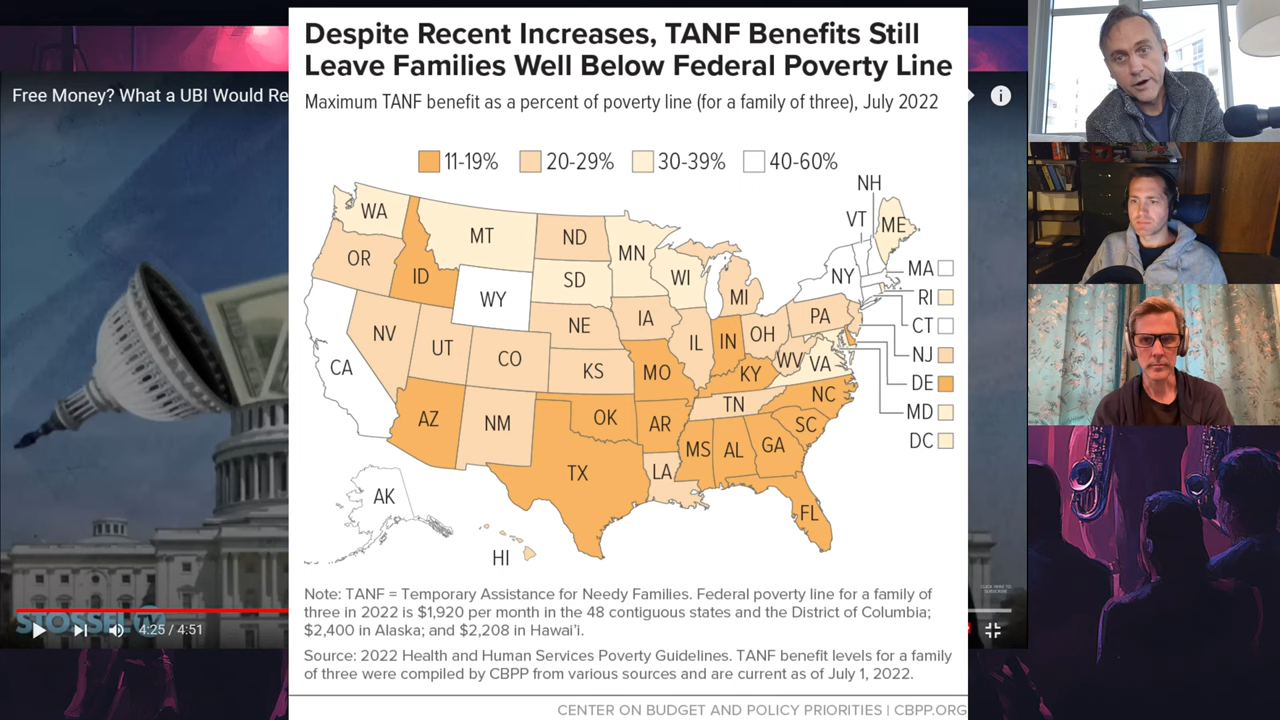 Despite Recent Increases, TANF Benefits Still
Leave Families Well Below Federal Poverty Line
Free Money? What a UBI Would Re
Maximum TANF benefit as a percent of poverty line (for a family of three), July 2022
11-19% 20-29% 30-39% 40-60%
NH
WA VT ME
MT ND MN
OR ID SD WI NY MA
WY MI RI
NV NE IA PA CT
UT CO IL IN OH NJ
CA KS MO WV VA DE
KY
AZ NM OK AR TN NC MD
SC DC
TX LA MS AL GA
AK FL
HI
Note: TANF = Temporary Assistance for Needy Families. Federal poverty line for a family of
three in 2022 is $1,920 per month in the 48 contiguous states and the District of Columbia;
$2,400 in Alaska; and $2,208 in Hawai'i.
STOSSEL
4:25 / 4:51
CLICK HERE TO
SUBSCRIBE
Source: 2022 Health and Human Services Poverty Guidelines. TANF benefit levels for a family
of three were compiled by CBPP from various sources and are current as of July 1, 2022.
CENTER ON BUDGET AND POLICY PRIORITIES | CBPP.ORG